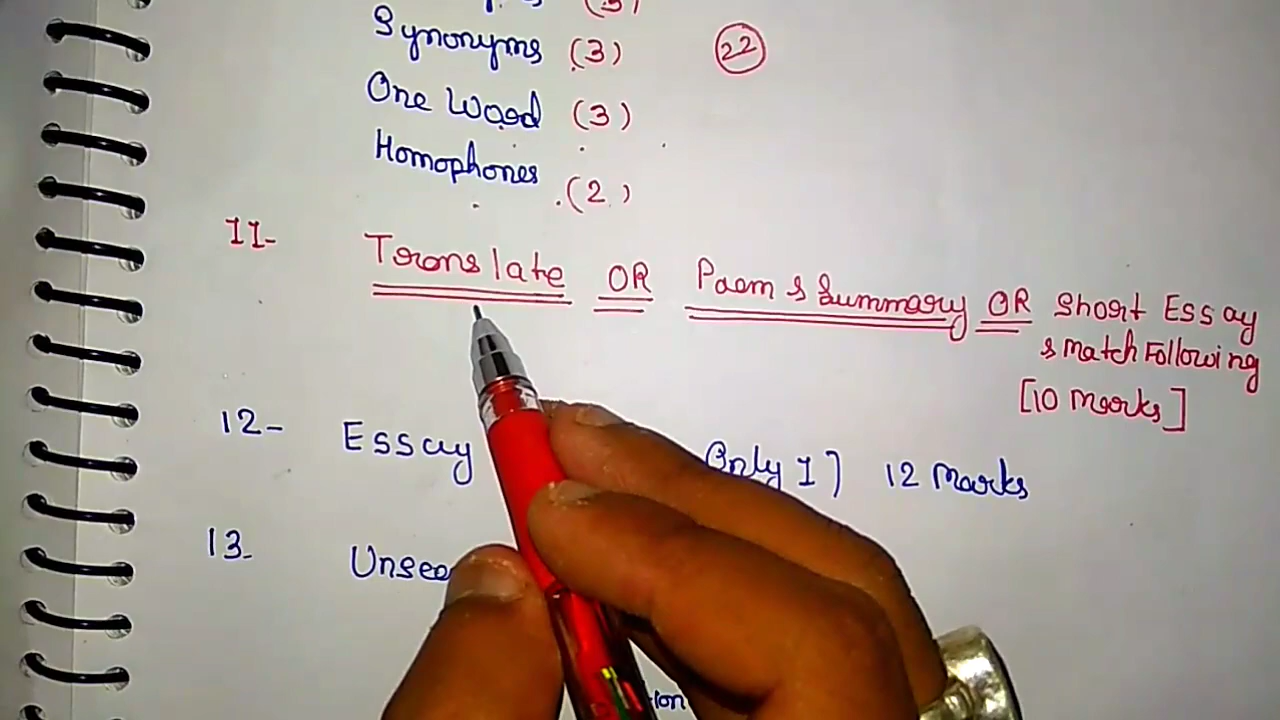 (3)
Synonyms (3) 22
One Word (3)
Homophones (2)
11- Translate OR Poem & Summary OR Short Essay
& Match Following
[10 Marks]
12- Essay Only 1] 12 Marks
13.